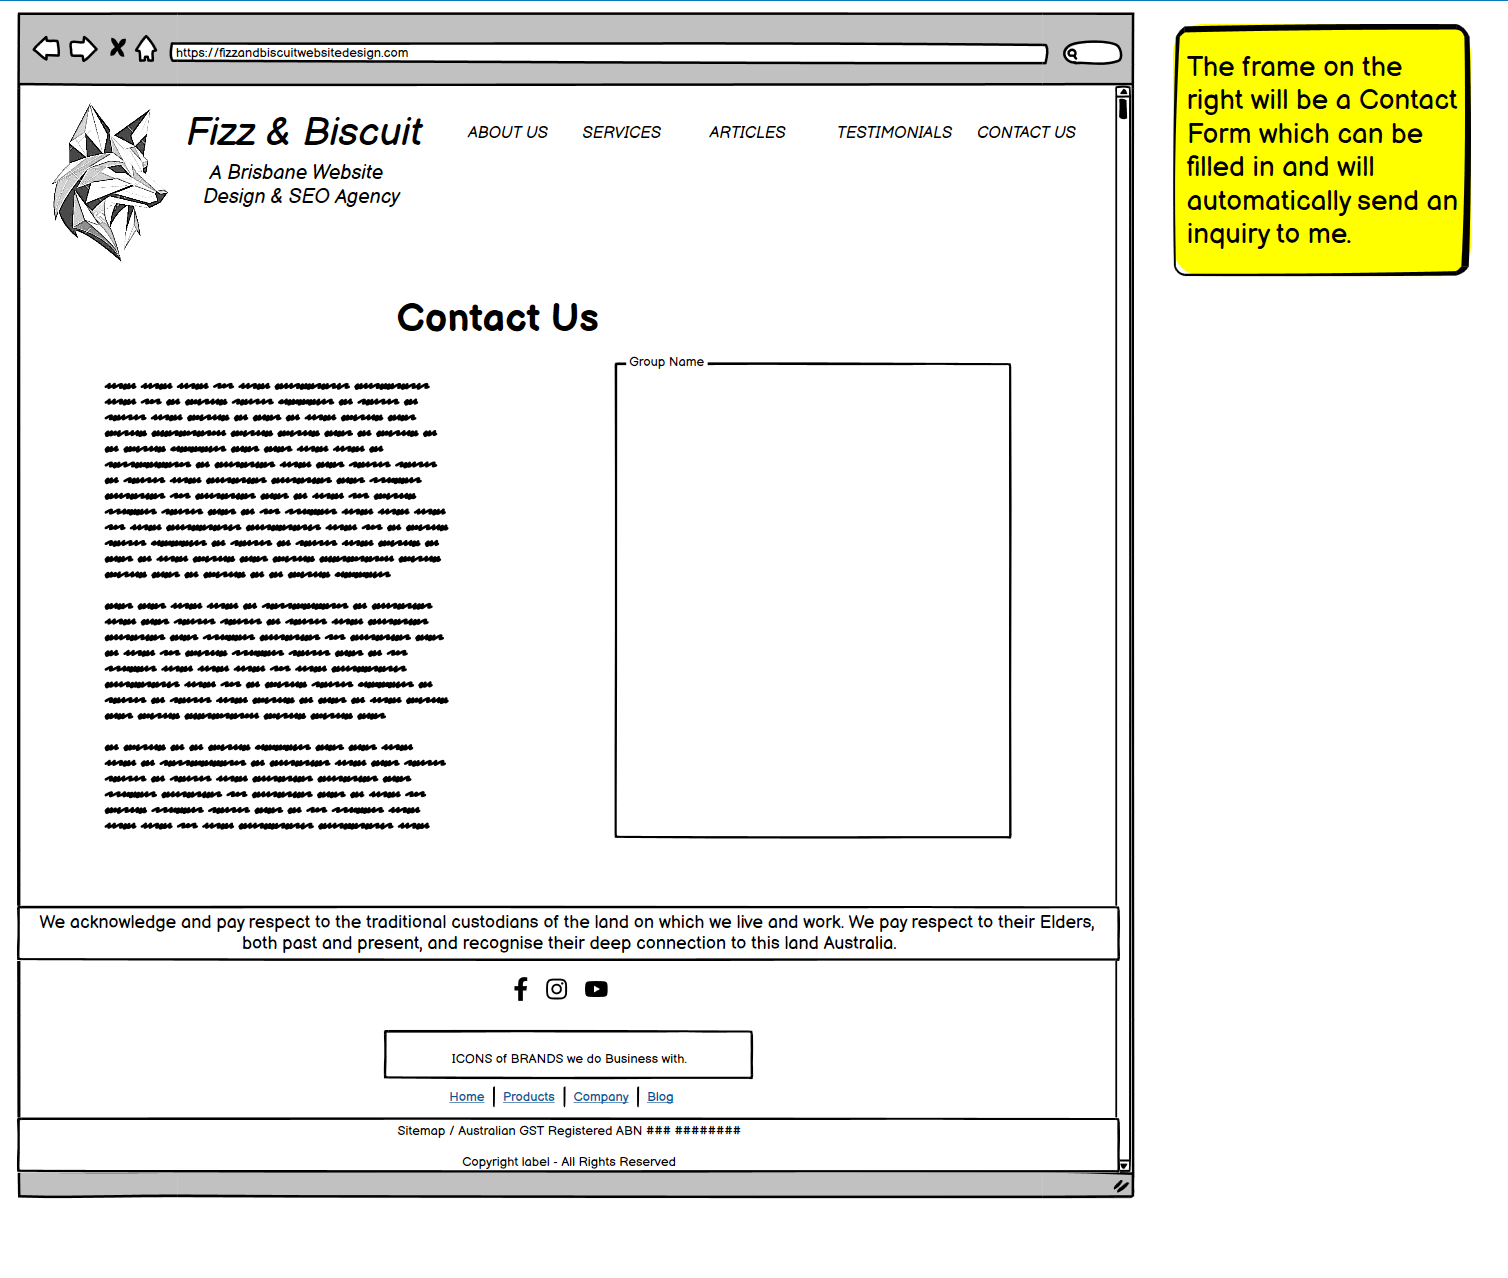 https://fizzandbiscuitwebsitedesign.com
Fizz & Biscuit
A Brisbane Website
Design & SEO Agency
ABOUT US
SERVICES
ARTICLES
TESTIMONIALS
CONTACT US
The frame on the
right will be a Contact
Form which can be
filled in and will
automatically send an
inquiry to me.
Contact Us
Group Name
We acknowledge and pay respect to the traditional custodians of the land on which we live and work. We pay respect to their Elders,
both past and present, and recognise their deep connection to this land Australia.
ICONS of BRANDS we do Business with.
Home | Products | Company | Blog
Sitemap / Australian GST Registered ABN ### ########
Copyright label - All Rights Reserved